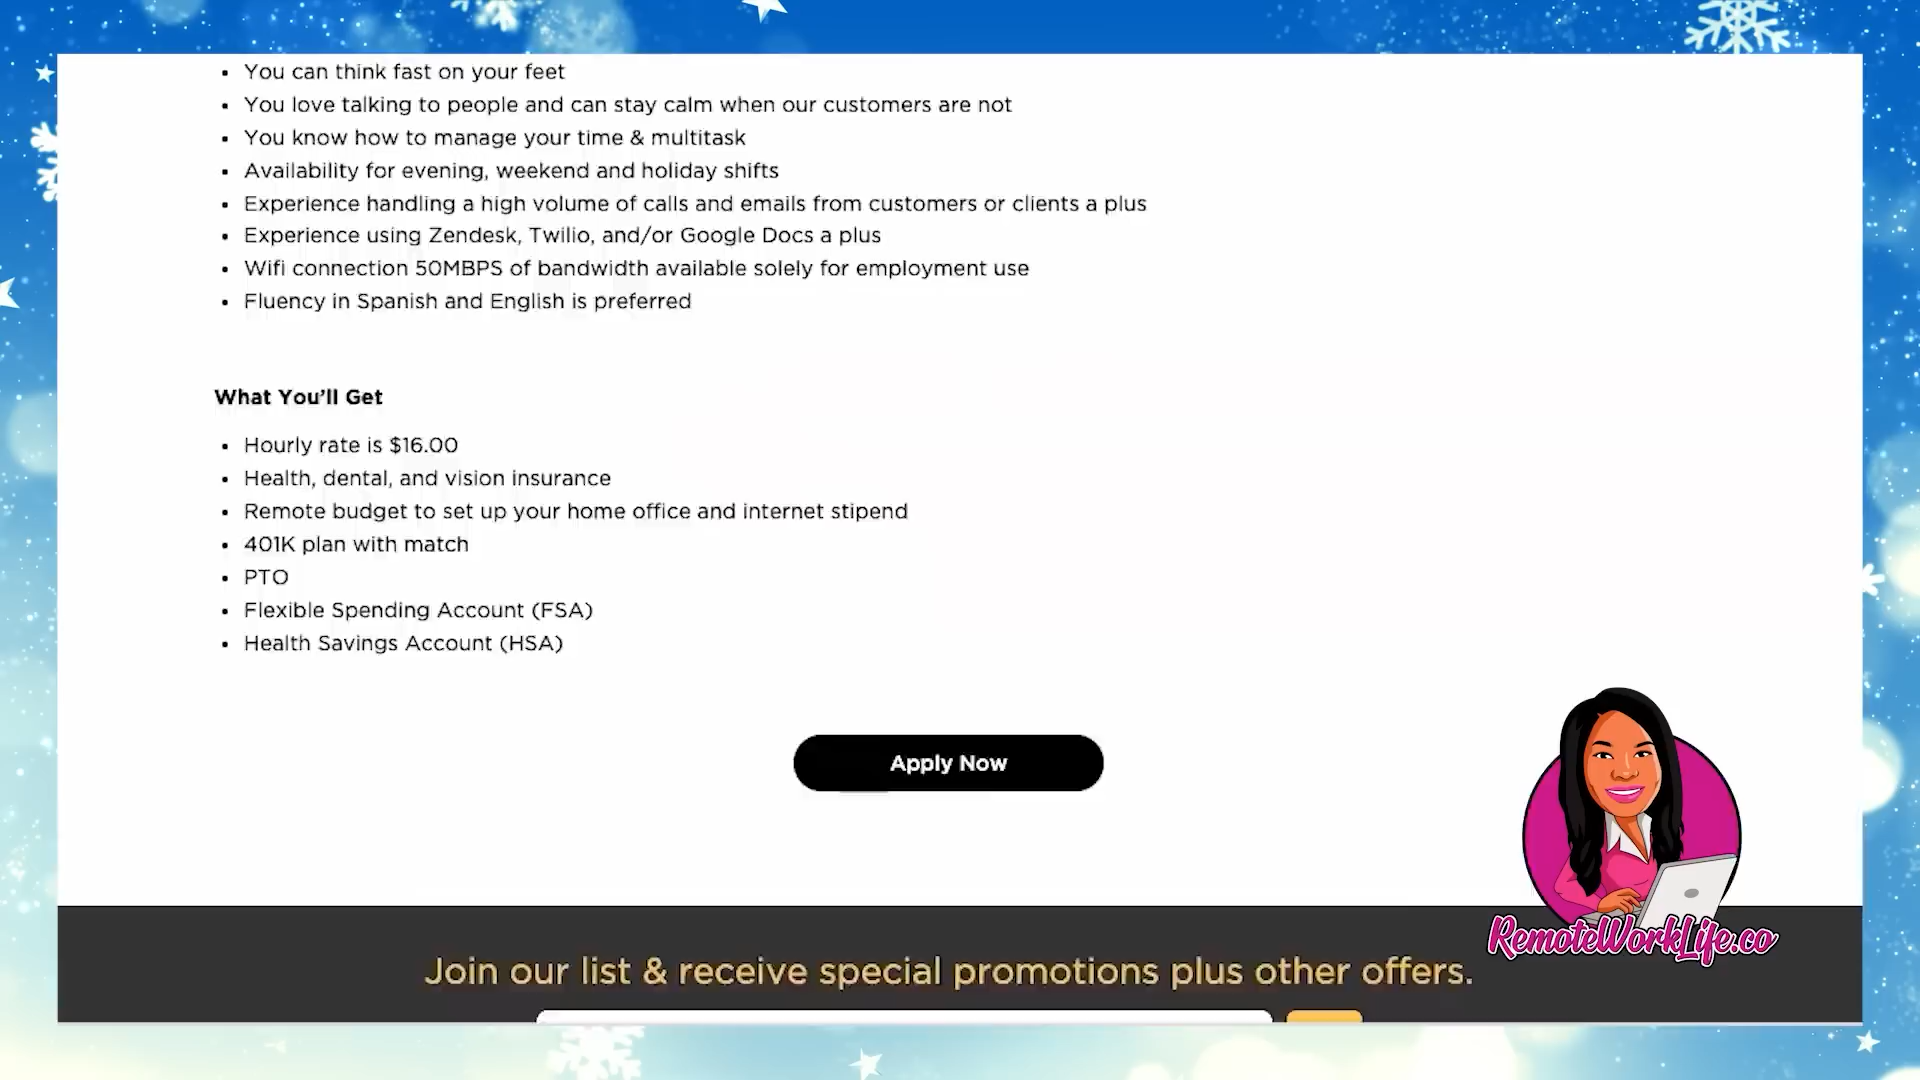 • You can think fast on your feet
• You love talking to people and can stay calm when our customers are not
• You know how to manage your time & multitask
• Availability for evening, weekend and holiday shifts
• Experience handling a high volume of calls and emails from customers or clients a plus
• Experience using Zendesk, Twilio, and/or Google Docs a plus
• Wifi connection 50MBPS of bandwidth available solely for employment use
• Fluency in Spanish and English is preferred
What You'll Get
• Hourly rate is $16.00
• Health, dental, and vision insurance
• Remote budget to set up your home office and internet stipend
• 401K plan with match
• PTO
• Flexible Spending Account (FSA)
• Health Savings Account (HSA)
Apply Now
RemoteWorkLife.co
Join our list & receive special promotions plus other offers.